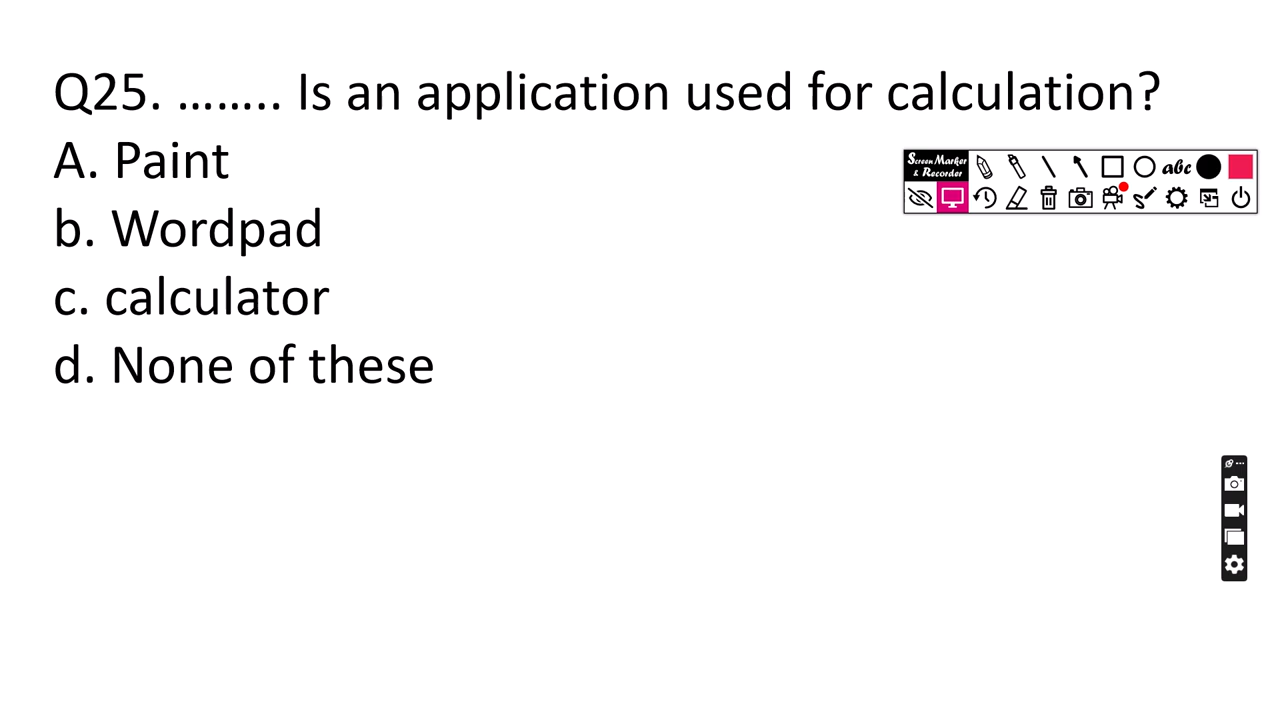 Q25. …….. Is an application used for calculation?
A. Paint
b. Wordpad
c. calculator
d. None of these
Screen Marker
& Recorder
abc